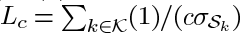 $L_c = \sum_{k \in \mathcal{K}} (1)/(c\sigma_{\mathcal{S}_k})$